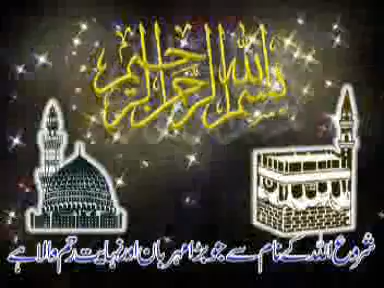 بسم الله الرحمن الرحيم
شروع اللہ کے نام سے جو بڑا مہربان اور نہایت رحم والا ہے